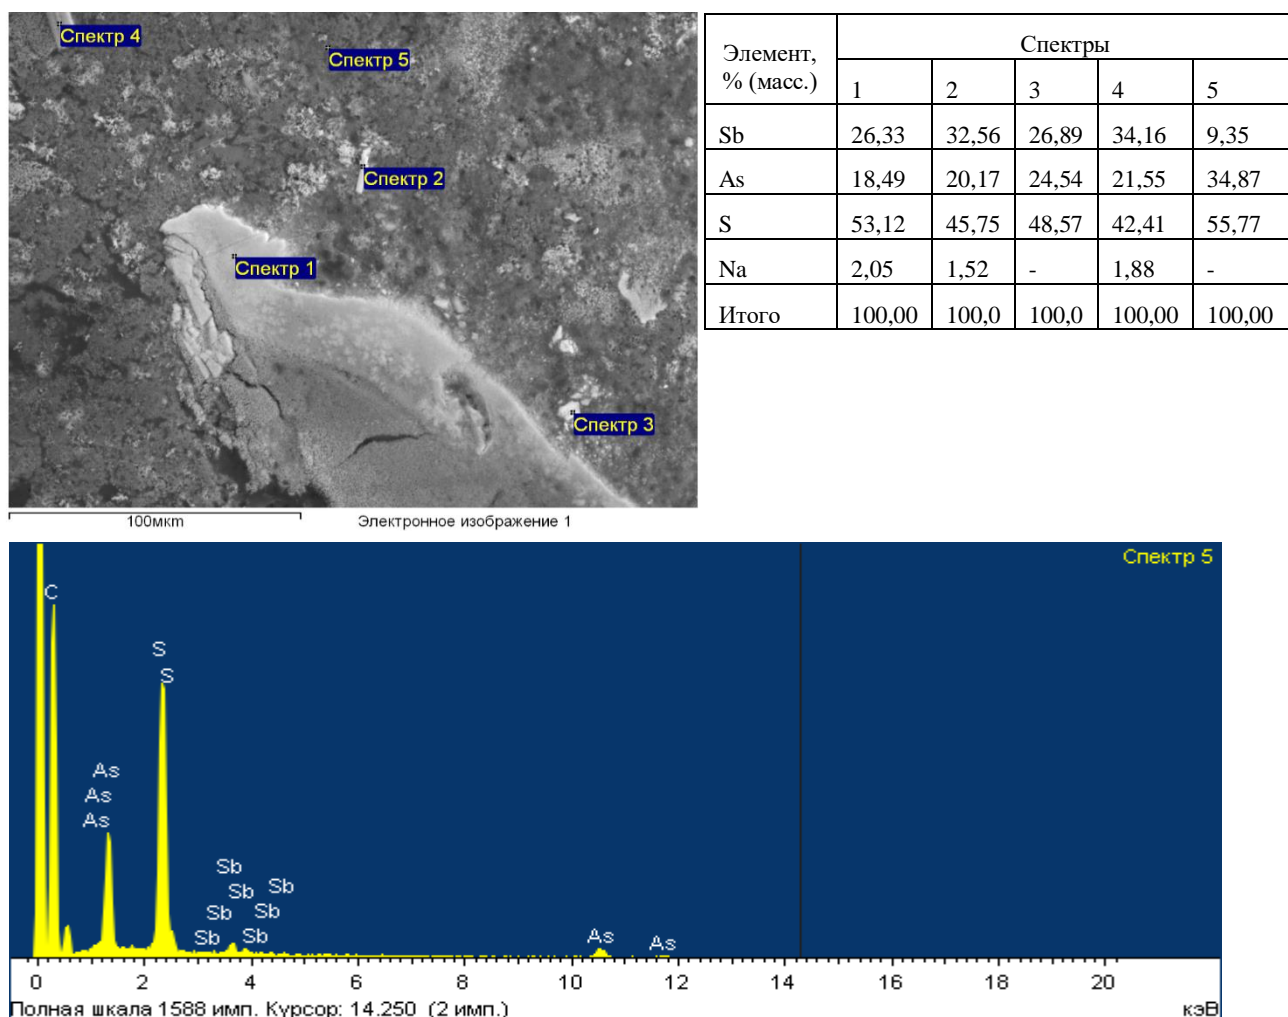 Спектр 4
Спектр 5
Спектр 2
Спектр 1
Спектр 3
100мкm Электронное изображение 1
Элемент, % (масс.) Спектры
1 2 3 4 5
Sb 26,33 32,56 26,89 34,16 9,35
As 18,49 20,17 24,54 21,55 34,87
S 53,12 45,75 48,57 42,41 55,77
Na 2,05 1,52 - 1,88 -
Итого 100,00 100,0 100,0 100,00 100,00
Спектр 5
C
S
S
As
As
As
Sb
Sb Sb
Sb Sb
Sb Sb
As As
0 2 4 6 8 10 12 14 16 18 20
Полная шкала 1588 имп. Курсор: 14.250 (2 имп.) кэВ